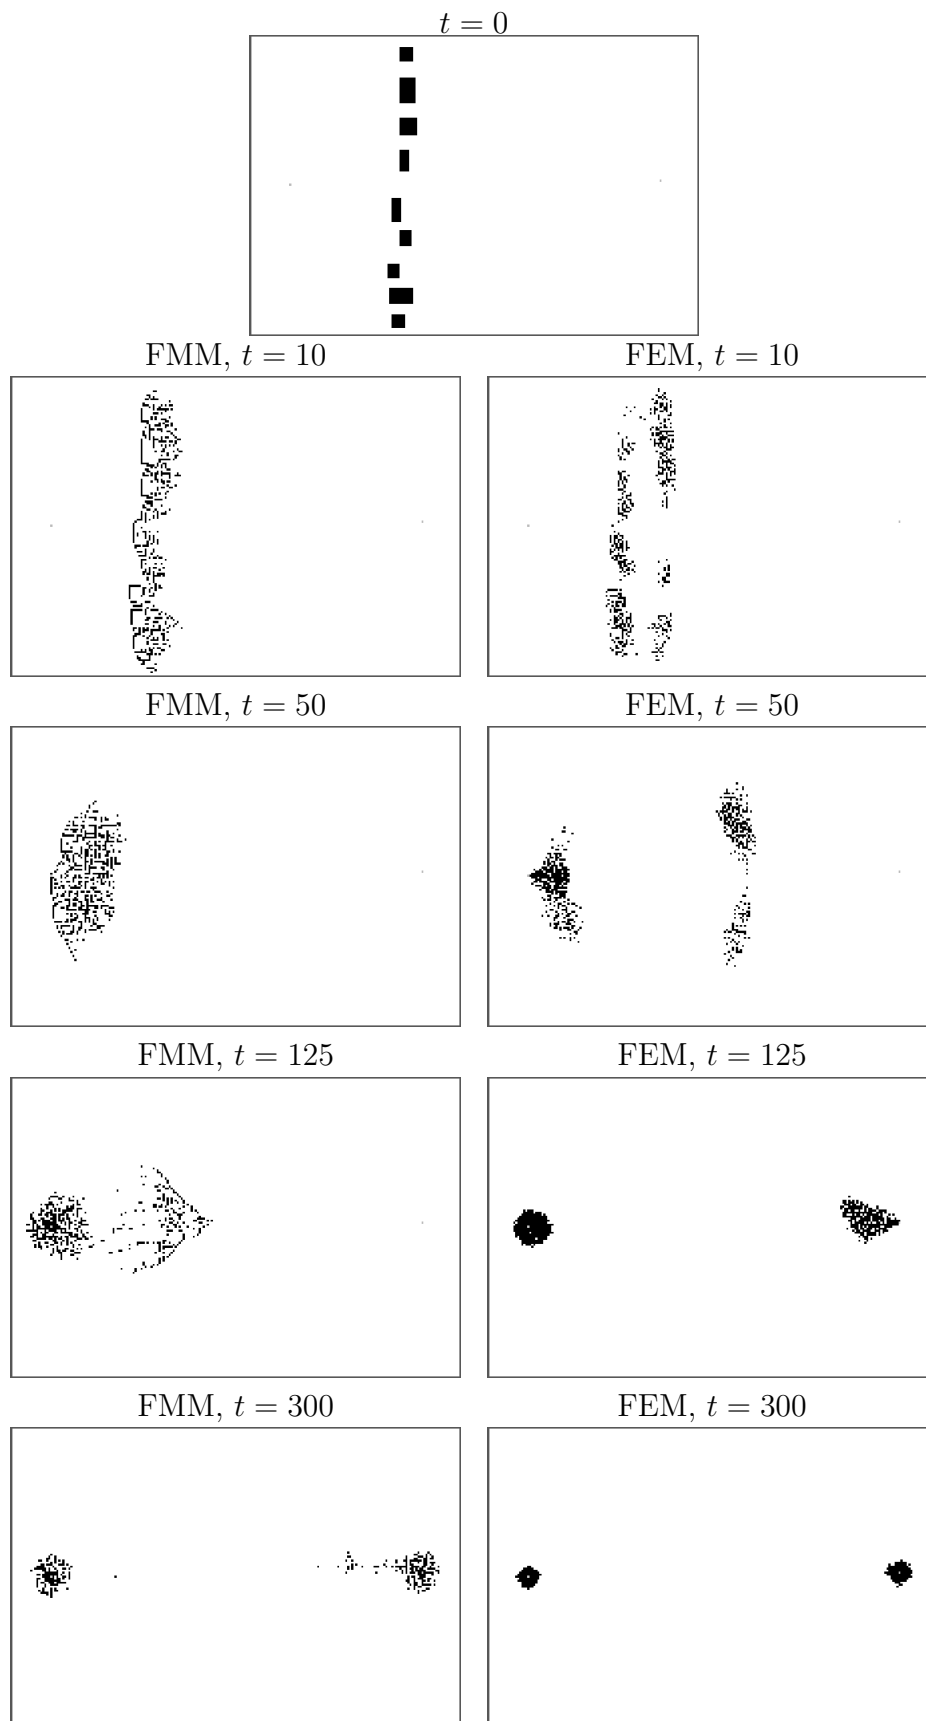 t = 0
FMM, t = 10
FEM, t = 10
FMM, t = 50
FEM, t = 50
FMM, t = 125
FEM, t = 125
FMM, t = 300
FEM, t = 300